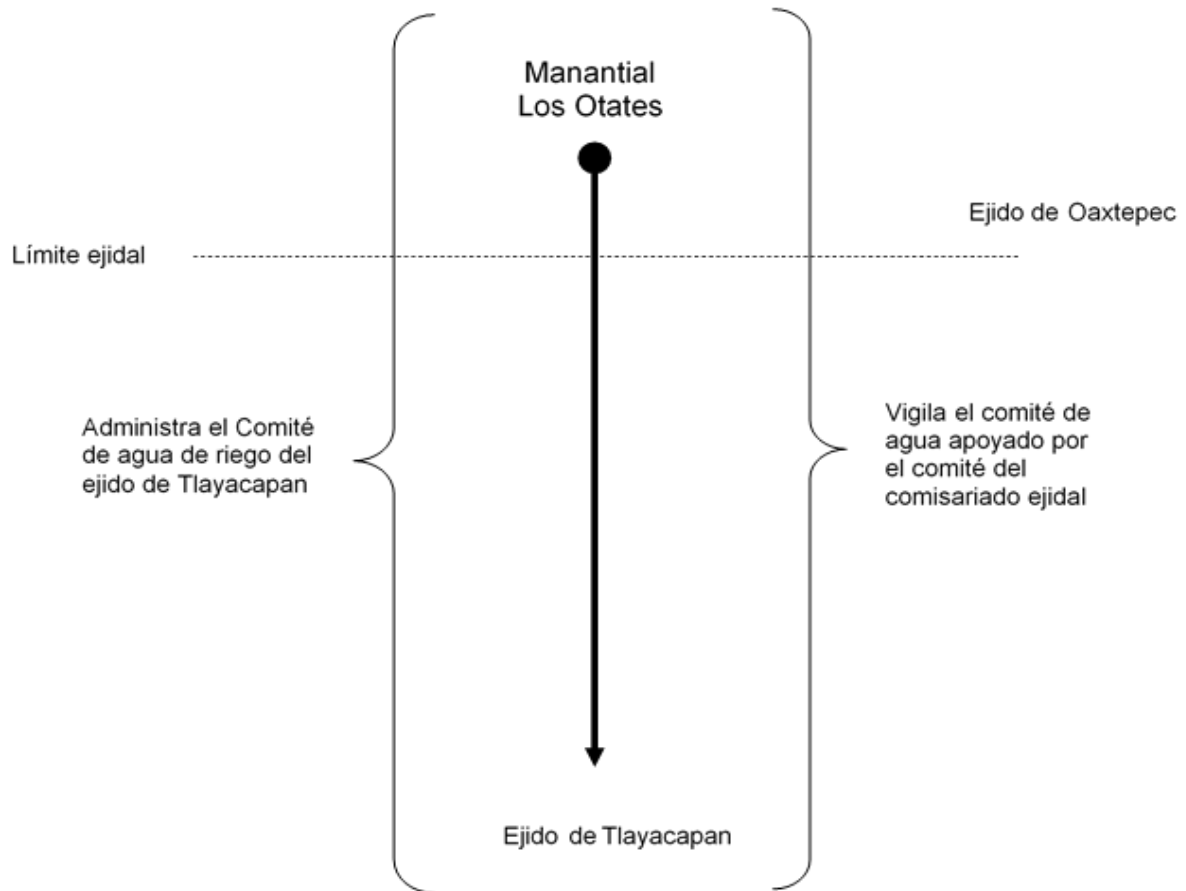 Manantial
Los Otates
Ejido de Oaxtepec
Límite ejidal
Administra el Comité
de agua de riego del
ejido de Tlayacapan
Vigila el comité de
agua apoyado por
el comité del
comisariado ejidal
Ejido de Tlayacapan